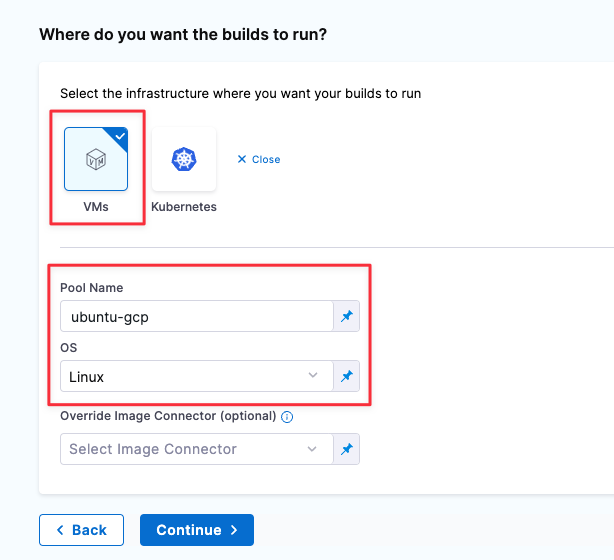 Where do you want the builds to run?
Select the infrastructure where you want your builds to run
VM
Close
VMs
Kubernetes
Pool Name
ubuntu-gcp
OS
Linux
Override Image Connector (optional)
Select Image Connector
Back
Continue